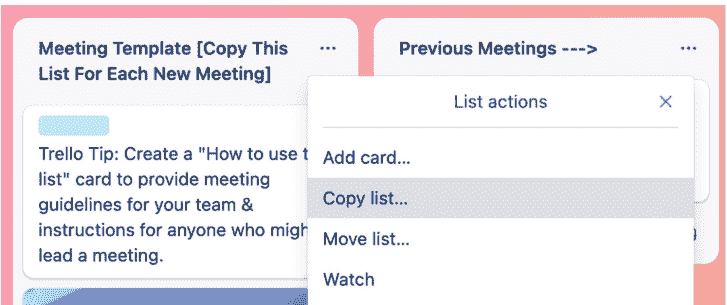 Meeting Template [Copy This
List For Each New Meeting]
...
Previous Meetings --->
...
List actions
Add card...
Copy list...
Move list...
Watch
Trello Tip: Create a "How to use t
list" card to provide meeting
guidelines for your team &
instructions for anyone who migh
lead a meeting.